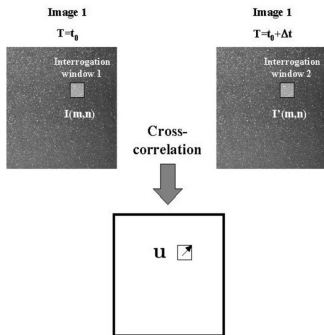 Image 1
T=t₀
Interrogation
window 1
I(m,n)
Image 1
T=t₀+Δt
Interrogation
window 2
I'(m,n)
Cross-
correlation
u